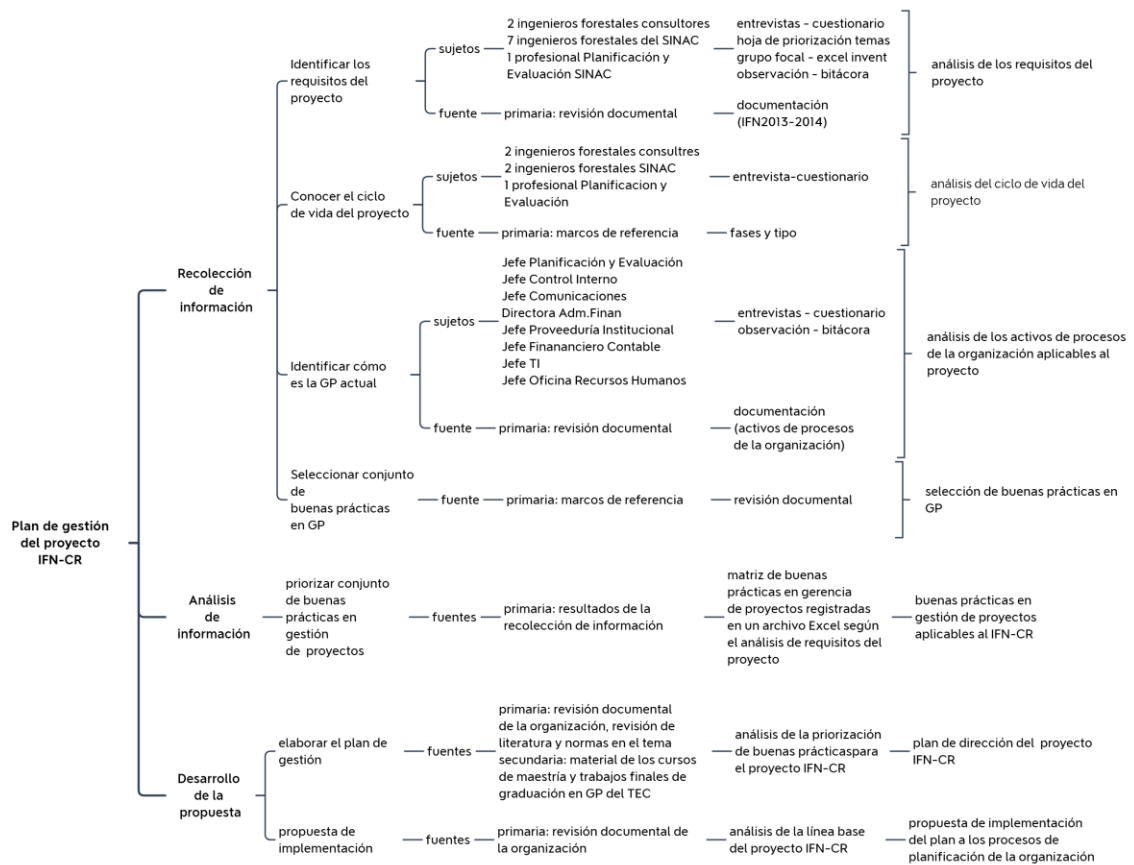 Plan de gestión
del proyecto
IFN-CR
Recolección
de
información
Identificar los
requisitos del
proyecto
sujetos
2 ingenieros forestales consultores
7 ingenieros forestales del SINAC
1 profesional Planificación y
Evaluación SINAC
entrevistas - cuestionario
hoja de priorización temas
grupo focal - excel invent
observación - bitácora
fuente
primaria: revisión documental
documentación
(IFN2013-2014)
análisis de los requisitos del
proyecto
Conocer el ciclo
de vida del proyecto
sujetos
2 ingenieros forestales consultres
2 ingenieros forestales SINAC
1 profesional Planificacion y
Evaluación
entrevista-cuestionario
fuente
primaria: marcos de referencia
fases y tipo
análisis del ciclo de vida del
proyecto
Identificar cómo
es la GP actual
sujetos
Jefe Planificación y Evaluación
Jefe Control Interno
Jefe Comunicaciones
Directora Adm.Finan
Jefe Proveeduría Institucional
Jefe Finananciero Contable
Jefe TI
Jefe Oficina Recursos Humanos
entrevistas - cuestionario
observación - bitácora
fuente
primaria: revisión documental
documentación
(activos de procesos
de la organización)
análisis de los activos de procesos
de la organización aplicables al
proyecto
Seleccionar conjunto
de
buenas prácticas
en GP
fuente
primaria: marcos de referencia
revisión documental
selección de buenas prácticas en
GP
Análisis
de
información
priorizar conjunto
de buenas
prácticas en
gestión
de proyectos
fuentes
primaria: resultados de la
recolección de información
matriz de buenas
prácticas en gerencia
de proyectos registradas
en un archivo Excel según
el análisis de requisitos del
proyecto
buenas prácticas en
gestión de proyectos
aplicables al IFN-CR
Desarrollo
de la
propuesta
elaborar el plan de
gestión
fuentes
primaria: revisión documental
de la organización, revisión de
literatura y normas en el tema
secundaria: material de los cursos
de maestría y trabajos finales de
graduación en GP del TEC
análisis de la priorización
de buenas prácticaspara
el proyecto IFN-CR
plan de dirección del proyecto
IFN-CR
propuesta de
implementación
fuentes
primaria: revisión documental de
la organización
análisis de la línea base
del proyecto IFN-CR
propuesta de implementación
del plan a los procesos de
planificación de la organización